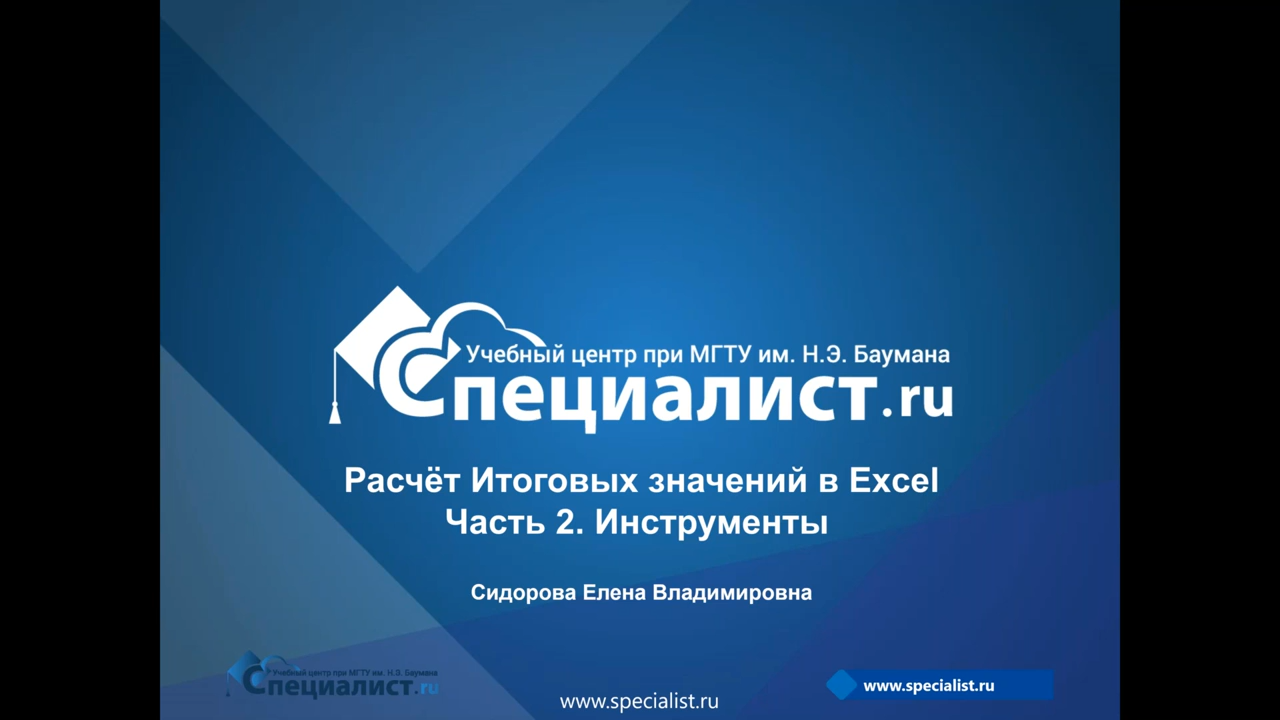 Учебный центр при МГТУ им. Н.Э. Баумана
Специалист.ru
Расчёт Итоговых значений в Excel
Часть 2. Инструменты
Сидорова Елена Владимировна
Учебный центр при МГТУ им. Н.Э. Баумана
Специалист.ru
www.specialist.ru
www.specialist.ru